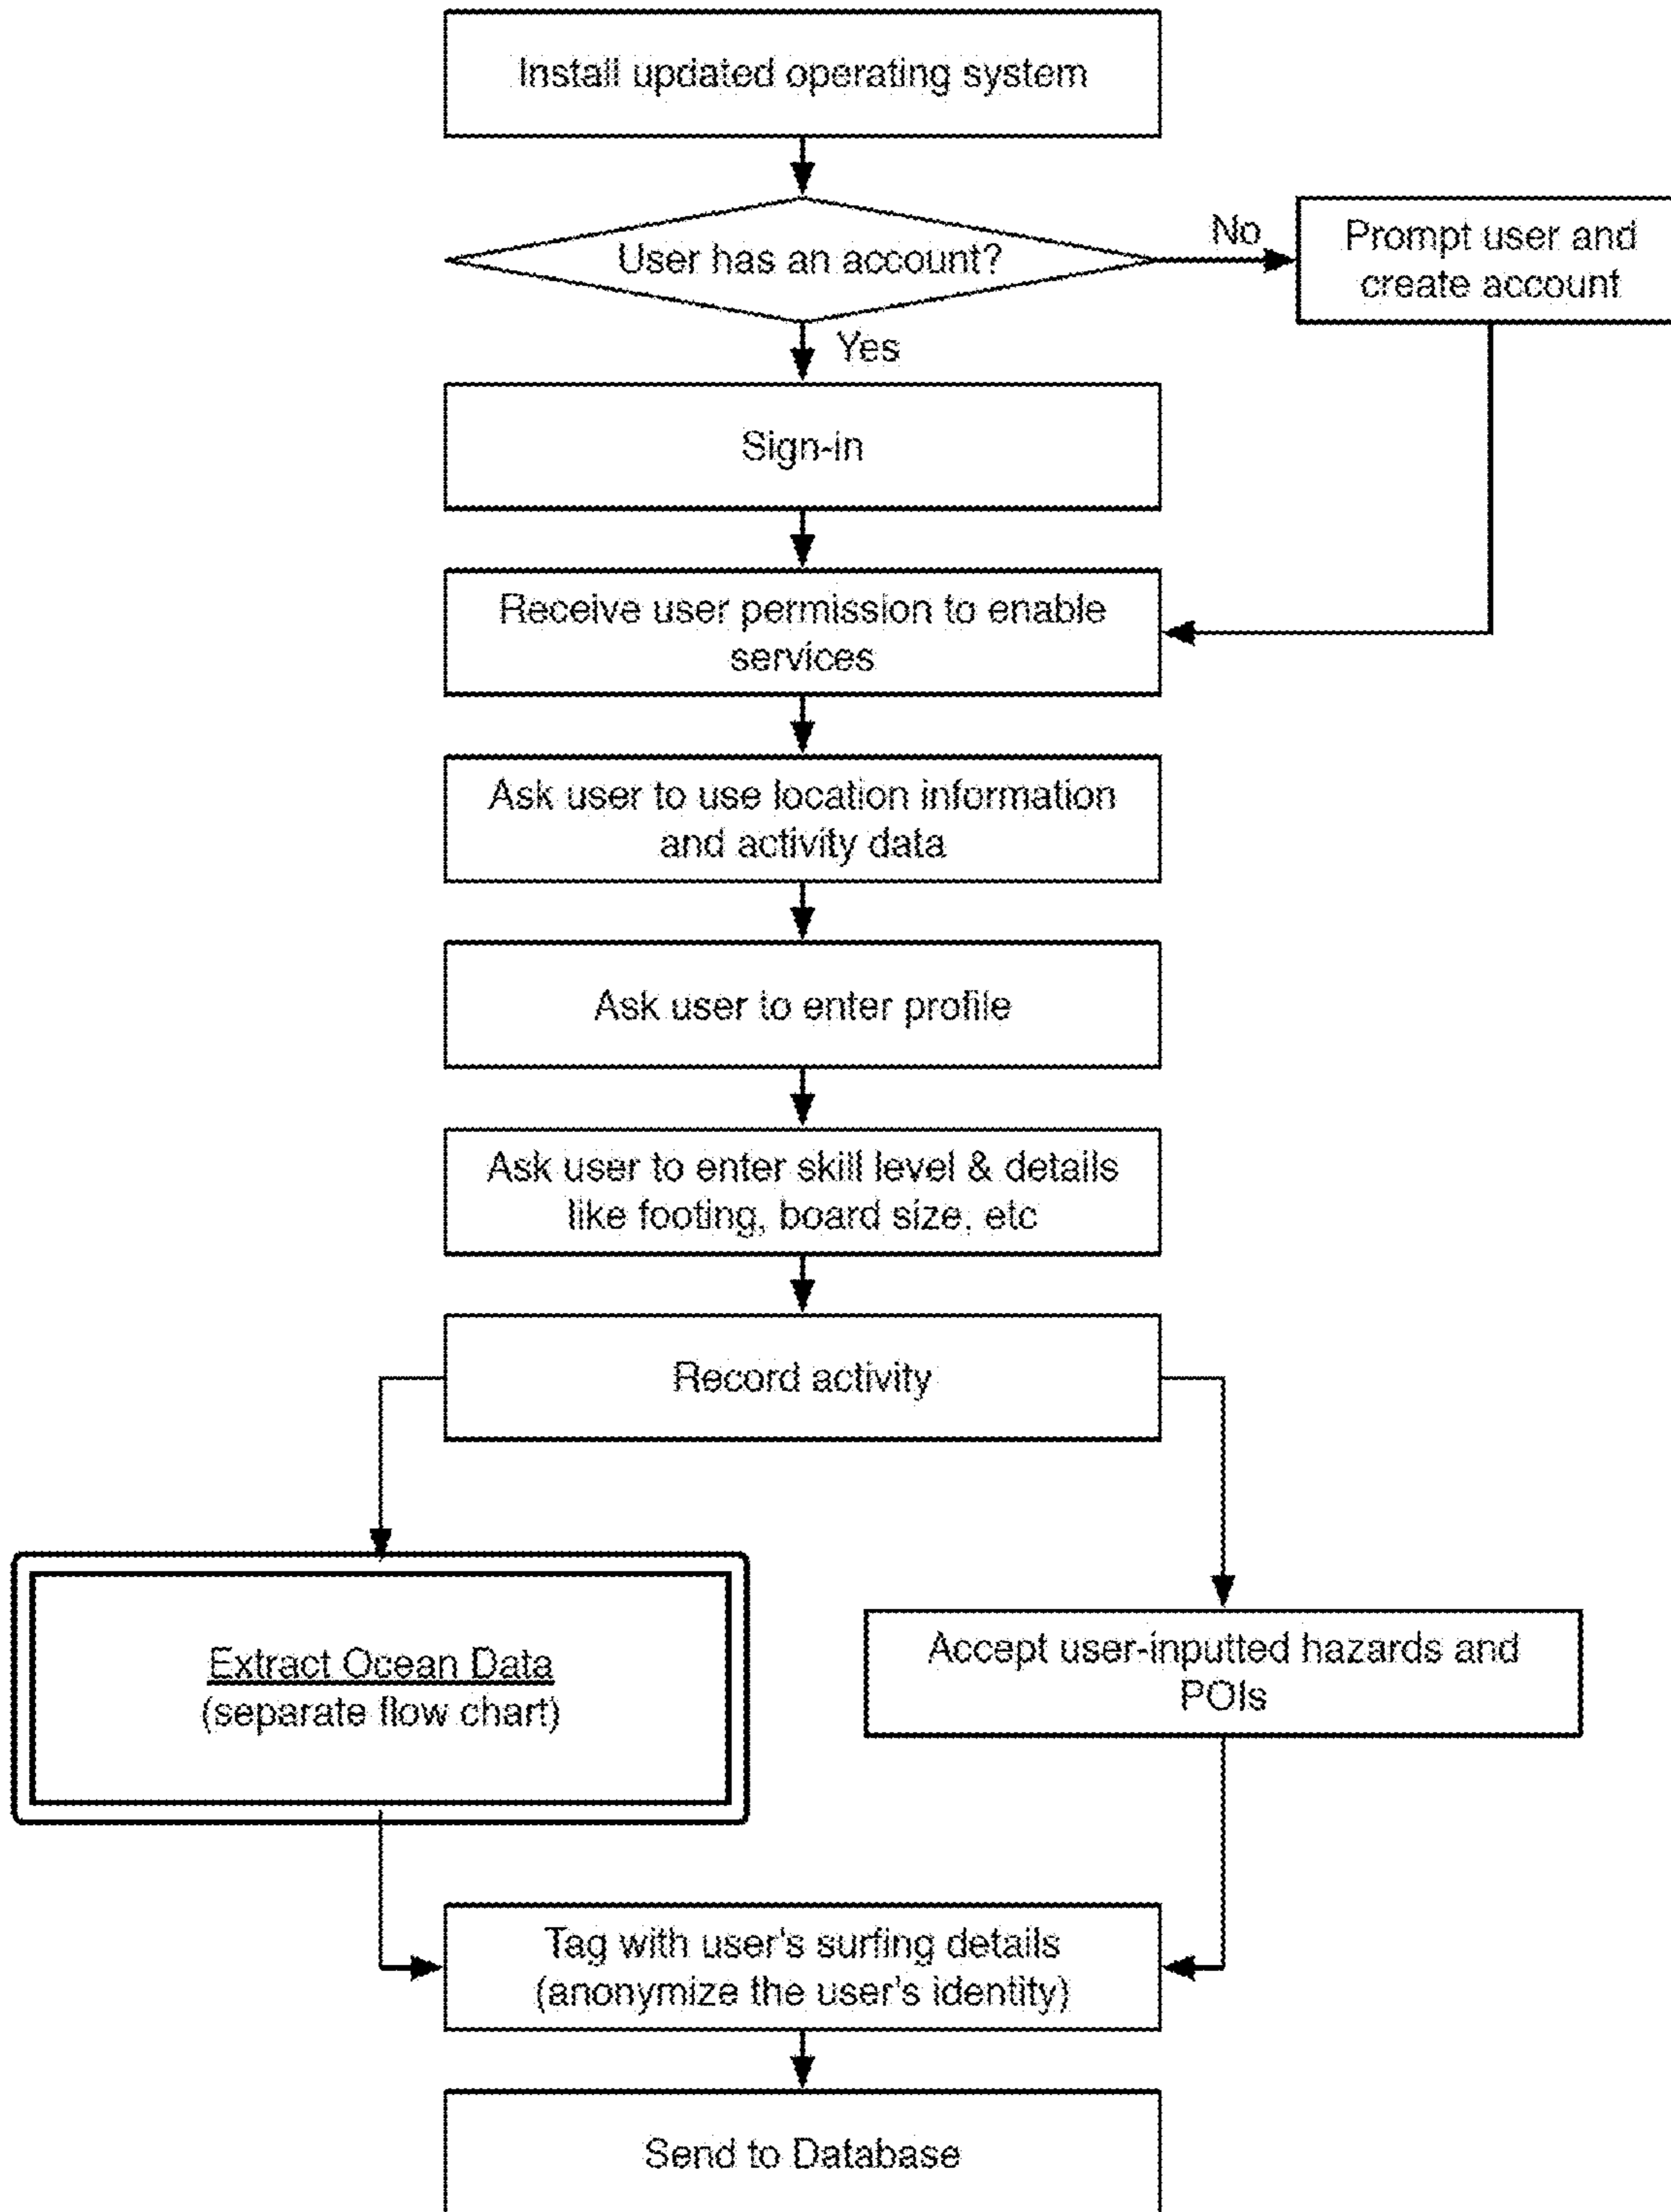 Install updated operating system
User has an account?
No
Prompt user and
create account
Yes
Sign-in
Receive user permission to enable
services
Ask user to use location information
and activity data
Ask user to enter profile
Ask user to enter skill level & details
like footing, board size, etc
Record activity
Extract Ocean Data
(separate flow chart)
Accept user-inputted hazards and
POIs
Tag with user's surfing details
(anonymize the user's identity)
Send to Database